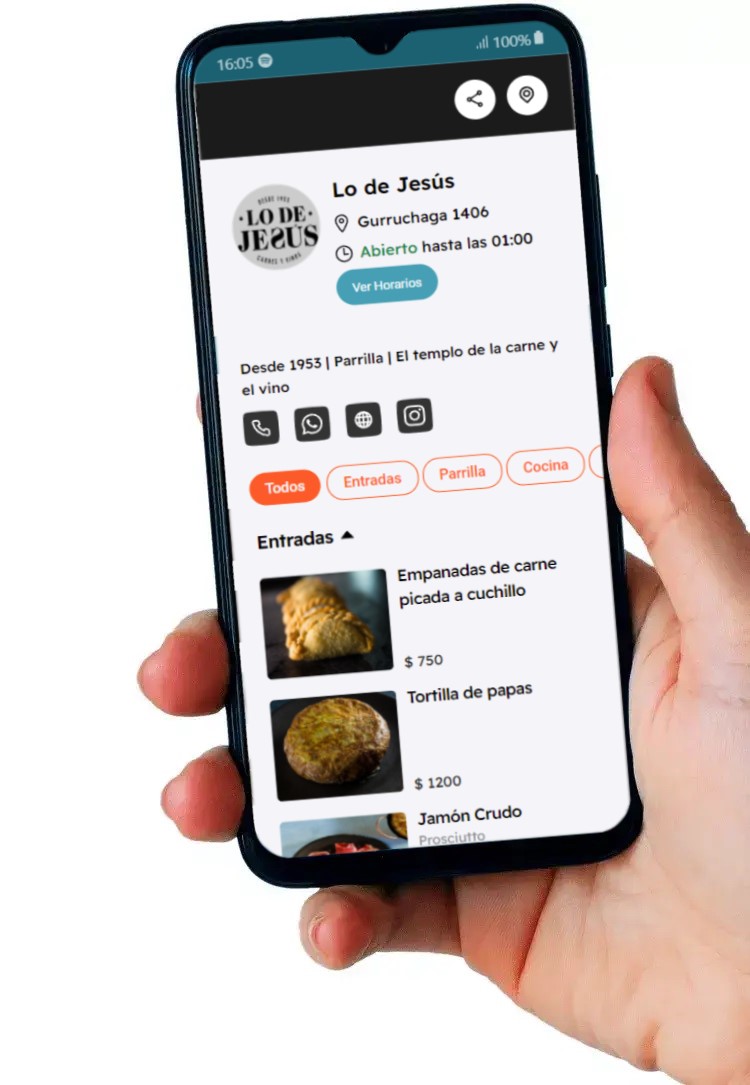 16:05
100%
DESDE 1953
·LO DE·
JESÚS
CARNES Y VINOS
Lo de Jesús
Gurruchaga 1406
Abierto hasta las 01:00
Ver Horarios
Desde 1953 | Parrilla | El templo de la carne y
el vino
Todos
Entradas
Parrilla
Cocina
Entradas
Empanadas de carne
picada a cuchillo
$ 750
Tortilla de papas
$ 1200
Jamón Crudo
Prosciutto